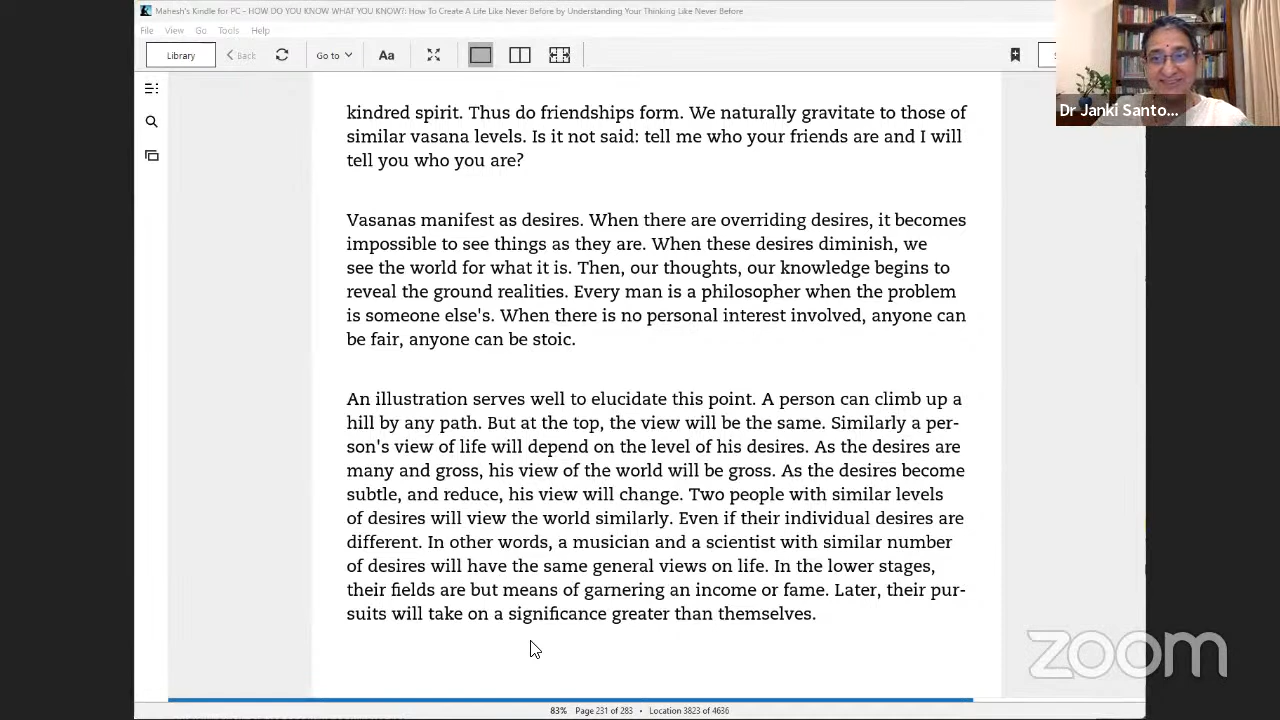 Mahesh's Kindle for PC - HOW DO YOU KNOW WHAT YOU KNOW?: How To Create A Life Like Never Before by Understanding Your Thinking Like Never Before
File View Go Tools Help
Library Back Go to Aa
Dr Janki Santo...
kindred spirit. Thus do friendships form. We naturally gravitate to those of
similar vasana levels. Is it not said: tell me who your friends are and I will
tell you who you are?
Vasanas manifest as desires. When there are overriding desires, it becomes
impossible to see things as they are. When these desires diminish, we
see the world for what it is. Then, our thoughts, our knowledge begins to
reveal the ground realities. Every man is a philosopher when the problem
is someone else's. When there is no personal interest involved, anyone can
be fair, anyone can be stoic.
An illustration serves well to elucidate this point. A person can climb up a
hill by any path. But at the top, the view will be the same. Similarly a per-
son's view of life will depend on the level of his desires. As the desires are
many and gross, his view of the world will be gross. As the desires become
subtle, and reduce, his view will change. Two people with similar levels
of desires will view the world similarly. Even if their individual desires are
different. In other words, a musician and a scientist with similar number
of desires will have the same general views on life. In the lower stages,
their fields are but means of garnering an income or fame. Later, their pur-
suits will take on a significance greater than themselves.
zoom
83% Page 231 of 283 • Location 3823 of 4636